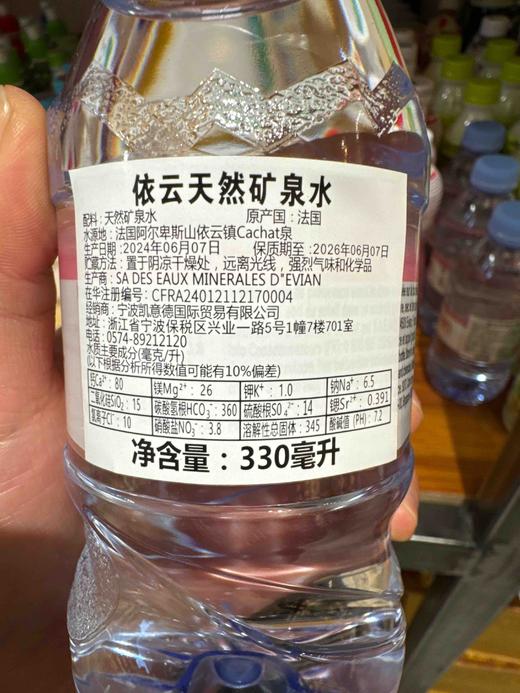 依云天然矿泉水
配料：天然矿泉水 原产国：法国
水源地：法国阿尔卑斯山依云镇Cachat泉
生产日期:2024年06月07日 保质期至:2026年06月07日
贮藏方法：置于阴凉干燥处，远离光线，强烈气味和化学品
生产商：SA DES EAUX MINERALES D"EVIAN
在华注册编号：CFRA24012112170004
经销商：宁波凯意德国际贸易有限公司
地址：浙江省宁波保税区兴业一路5号1幢7楼701室
电话：0574-89212120
水质主要成分(毫克/升)
(以下根据分析所得数值可能有10%偏差)
钙Ca²⁺：80 镁Mg²⁺：26 钾K⁺：1.0 钠Na⁺：6.5
二氧化硅SiO₂：15 碳酸氢根HCO₃⁻：360 硫酸根SO₄²⁻：14 锶Sr²⁺：0.391
氯离子Cl⁻：10 硝酸盐NO₃⁻：3.8 溶解性总固体：345 酸碱值（PH）：7.2
净含量：330毫升